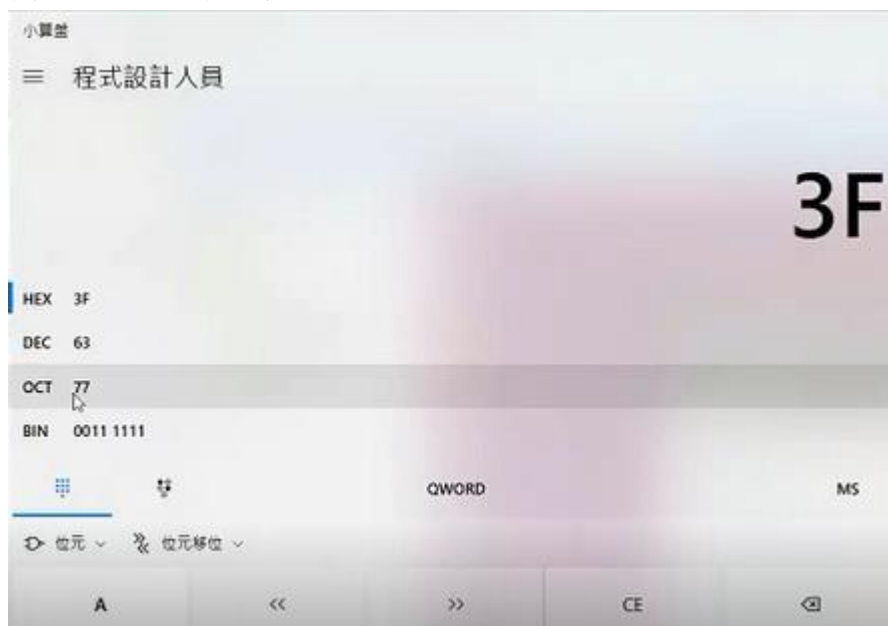 小算盤
程式設計人員
3F
HEX 3F
DEC 63
OCT 77
BIN 0011 1111
QWORD MS
位元 位元移位
A << >> CE